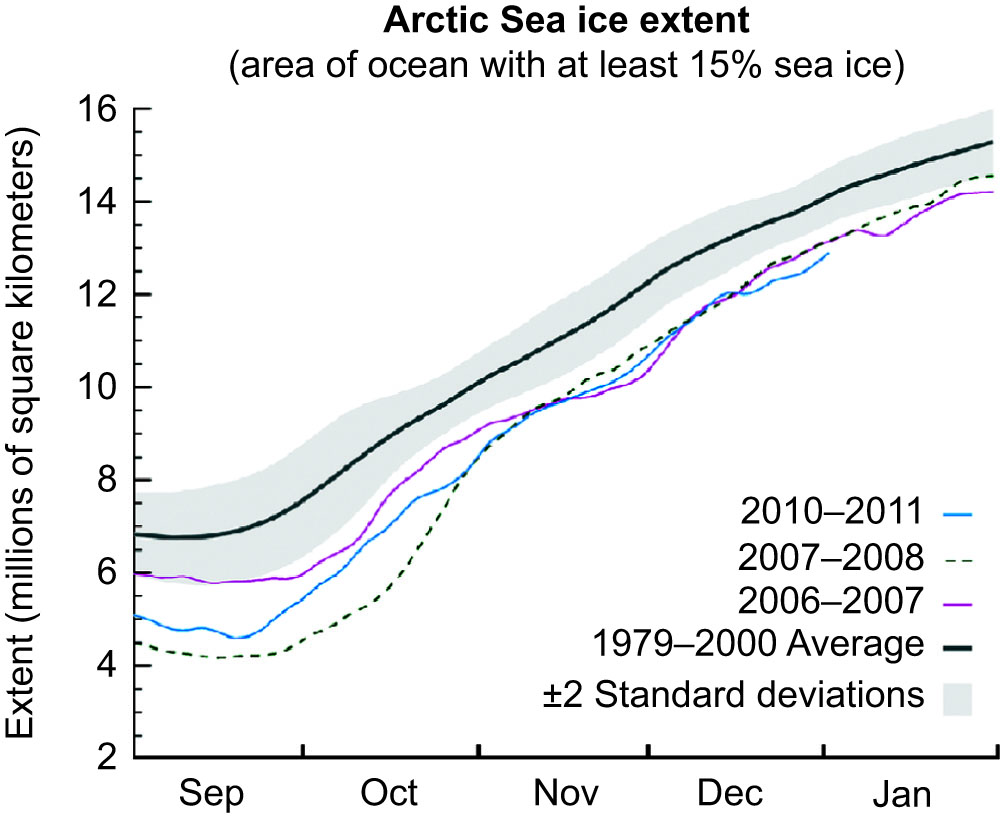 Arctic Sea ice extent
(area of ocean with at least 15% sea ice)
Extent (millions of square kilometers)
16
14
12
10
8
6
4
2
2010–2011
2007–2008
2006–2007
1979–2000 Average
±2 Standard deviations
Sep Oct Nov Dec Jan